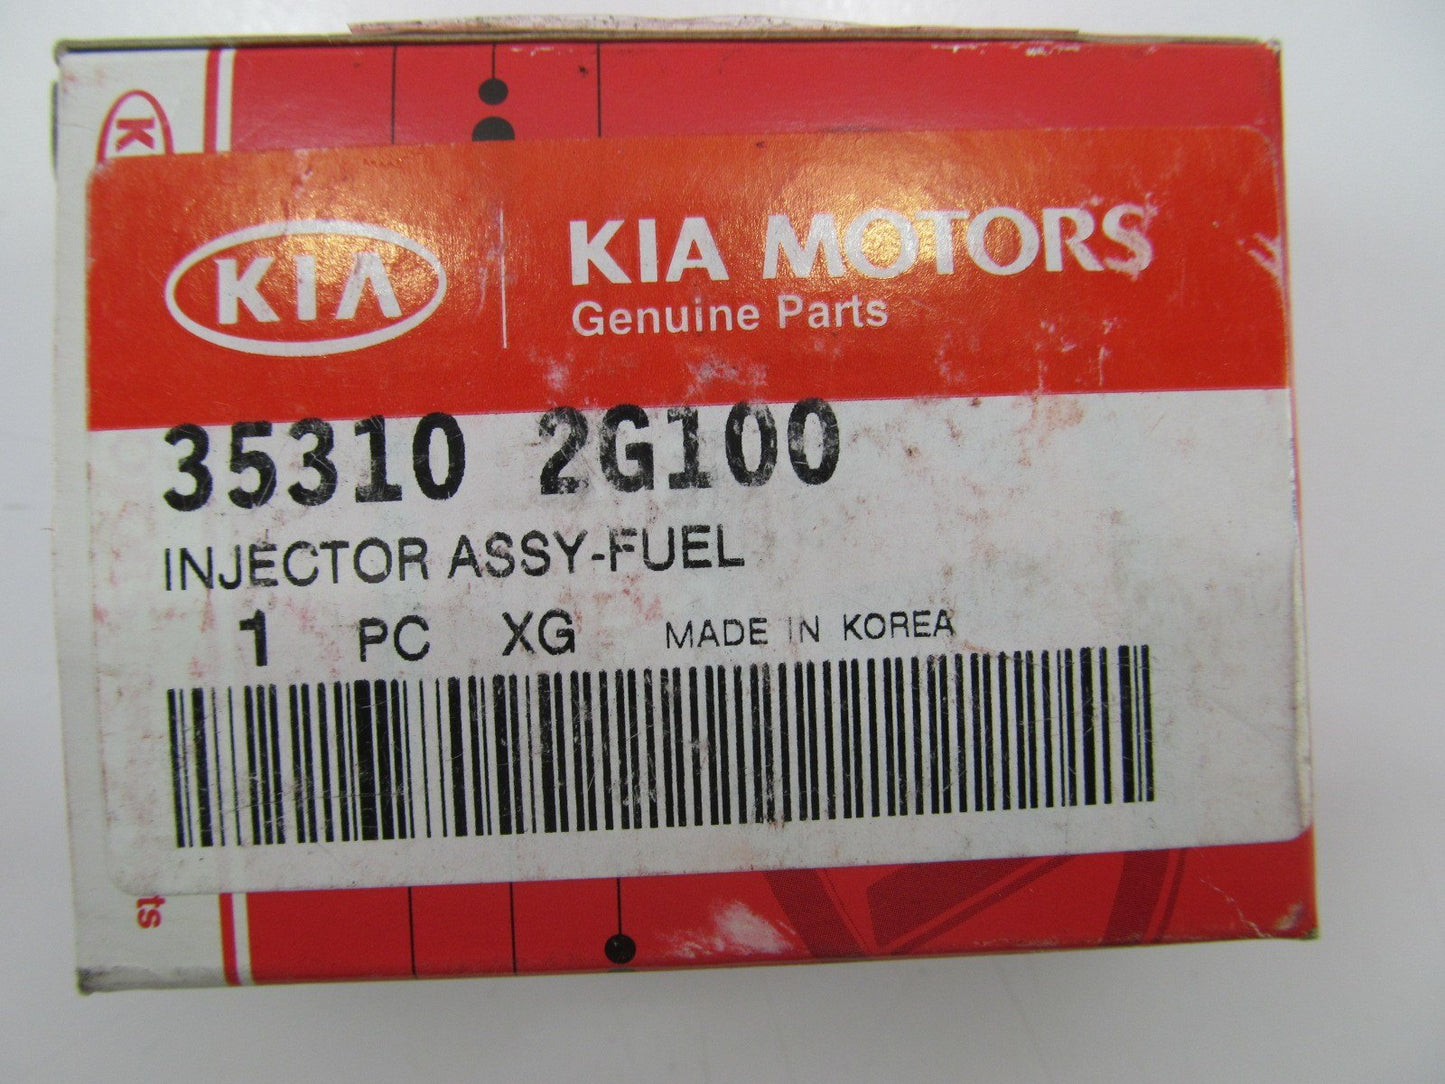 KIA
KIA MOTORS
Genuine Parts
35310 2G100
INJECTOR ASSY-FUEL
1 PC XG MADE IN KOREA